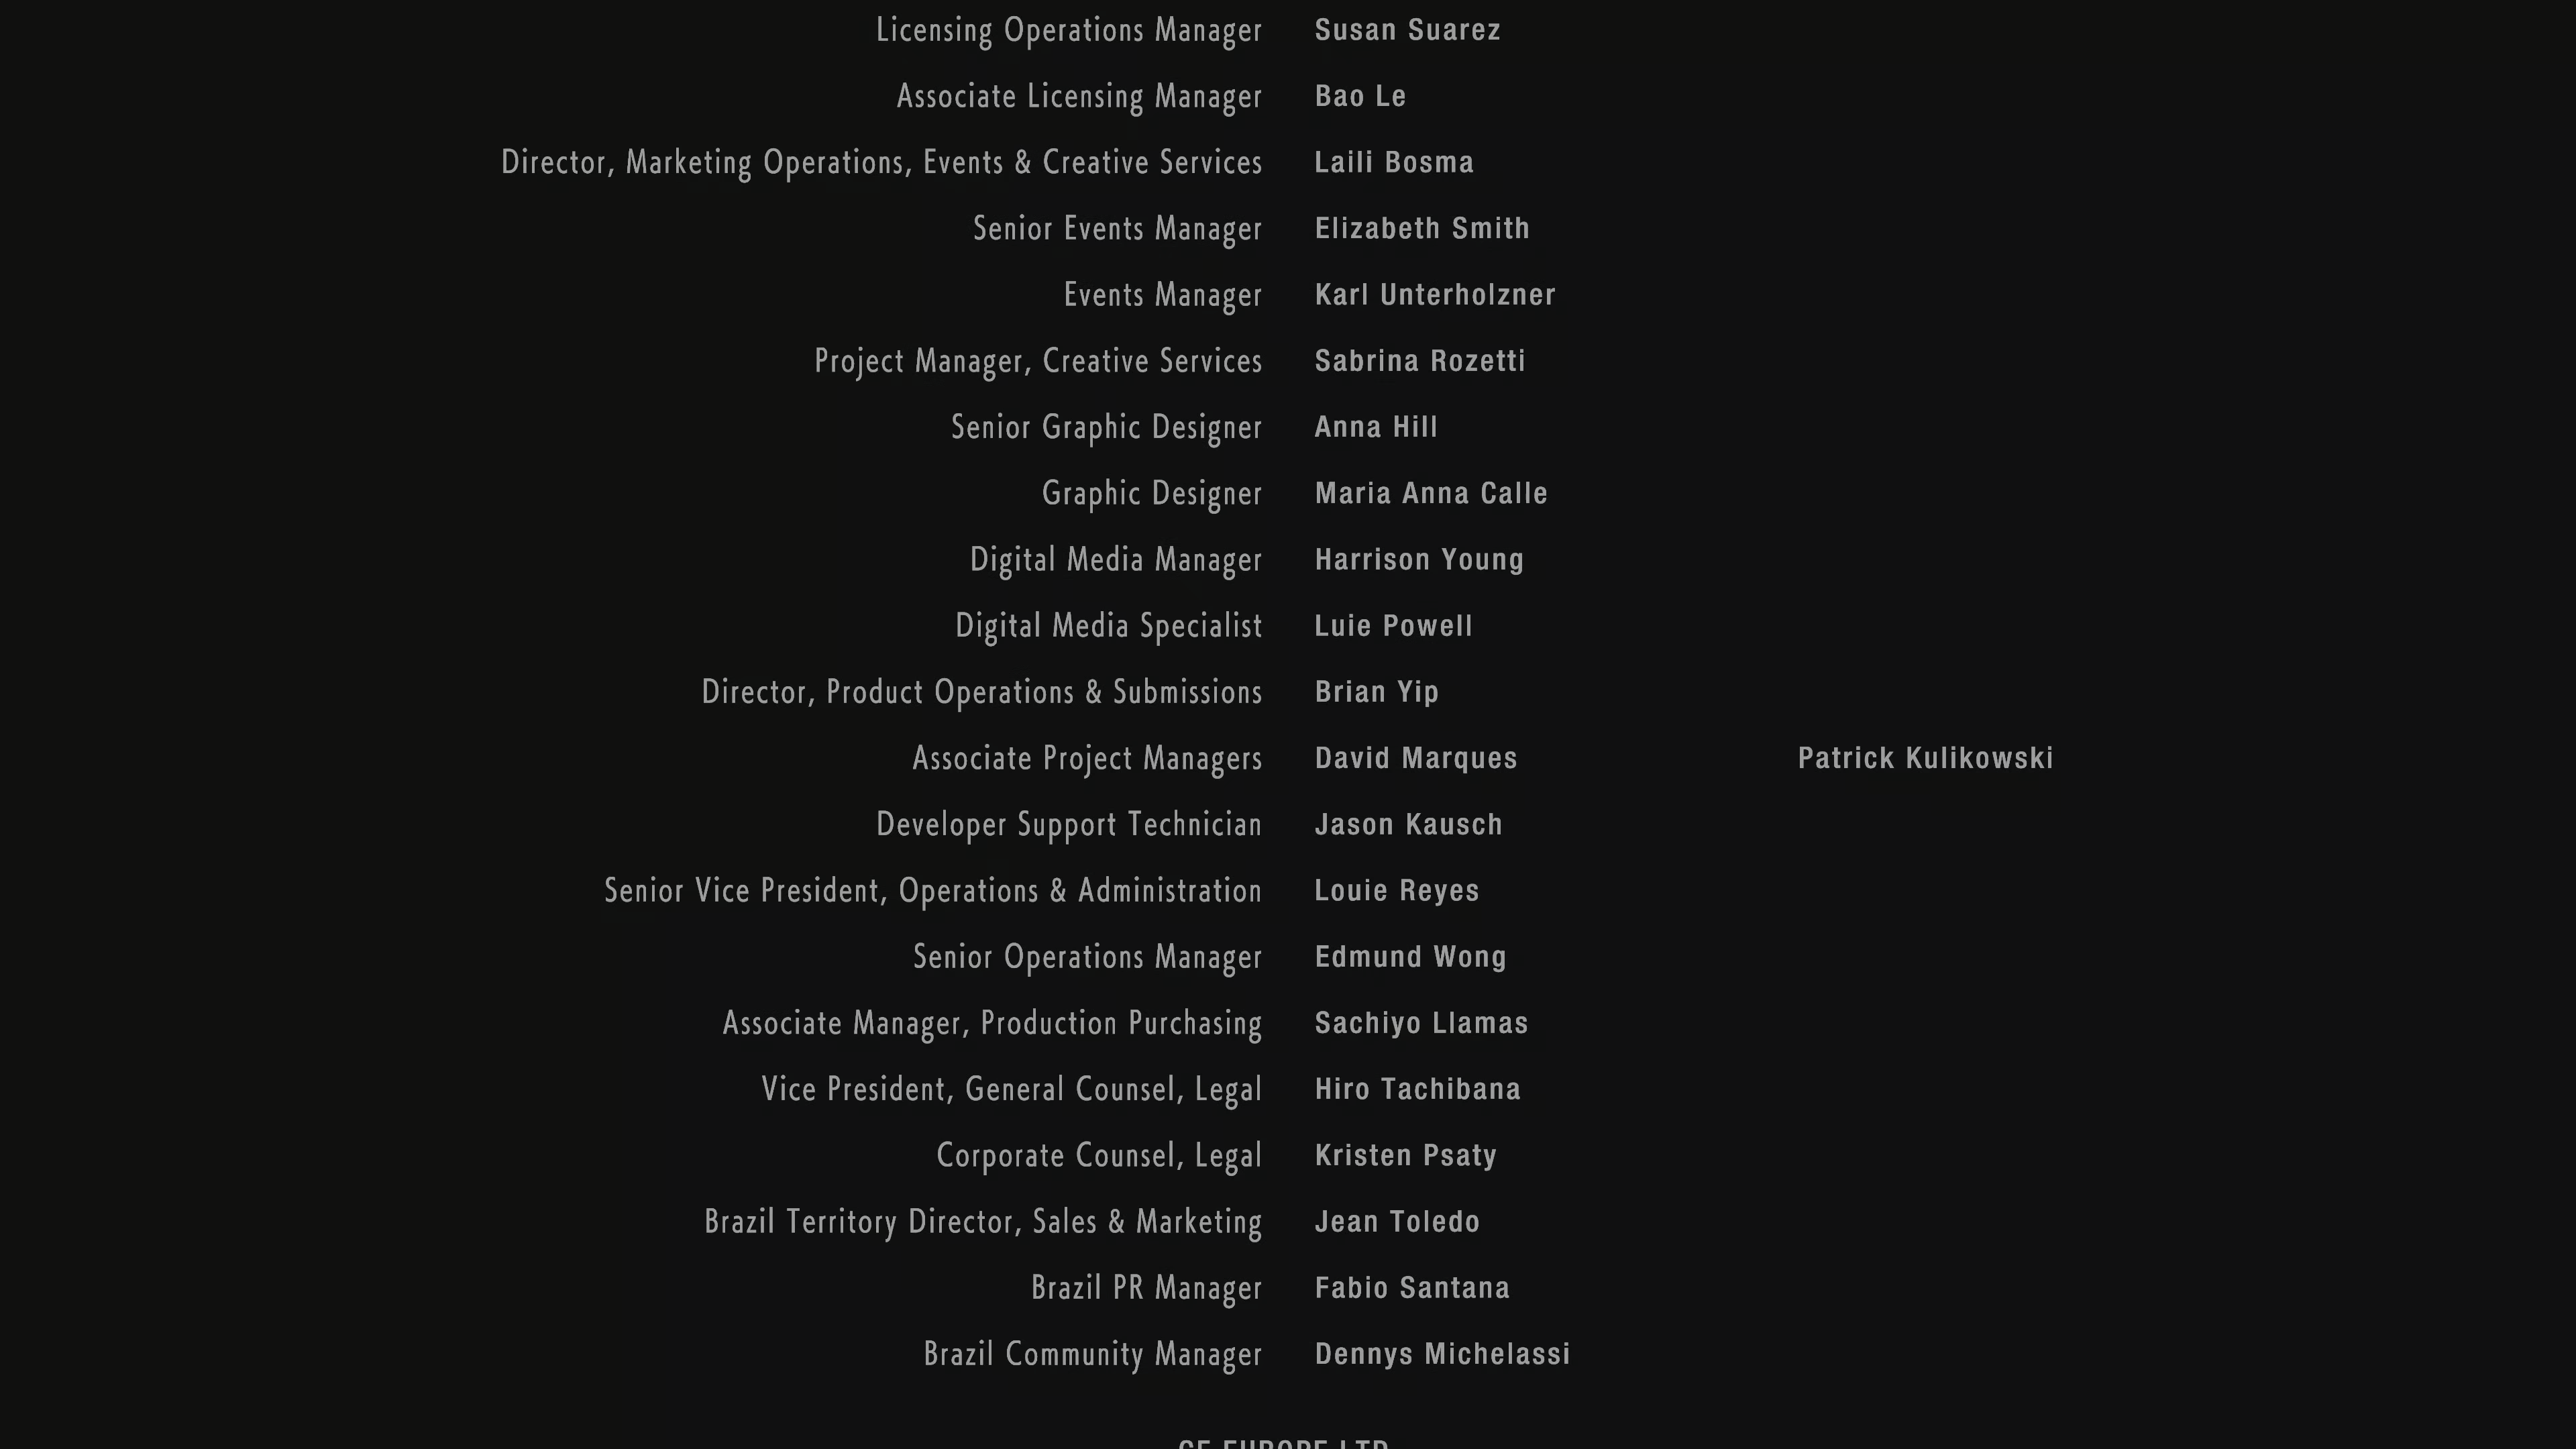 Licensing Operations Manager Susan Suarez
Associate Licensing Manager Bao Le
Director, Marketing Operations, Events & Creative Services Laili Bosma
Senior Events Manager Elizabeth Smith
Events Manager Karl Unterholzner
Project Manager, Creative Services Sabrina Rozetti
Senior Graphic Designer Anna Hill
Graphic Designer Maria Anna Calle
Digital Media Manager Harrison Young
Digital Media Specialist Luie Powell
Director, Product Operations & Submissions Brian Yip
Associate Project Managers David Marques Patrick Kulikowski
Developer Support Technician Jason Kausch
Senior Vice President, Operations & Administration Louie Reyes
Senior Operations Manager Edmund Wong
Associate Manager, Production Purchasing Sachiyo Llamas
Vice President, General Counsel, Legal Hiro Tachibana
Corporate Counsel, Legal Kristen Psaty
Brazil Territory Director, Sales & Marketing Jean Toledo
Brazil PR Manager Fabio Santana
Brazil Community Manager Dennys Michelassi
EUROPE LTD